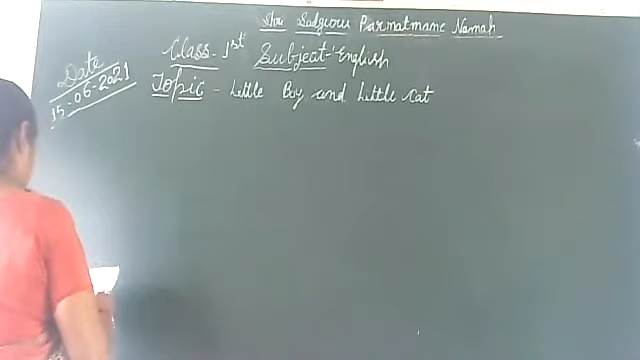 Shri Sadguru Parmatmane Namah
Class - 1st Subject - English
Date
15-06-2021
Topic - Little Boy and Little Cat